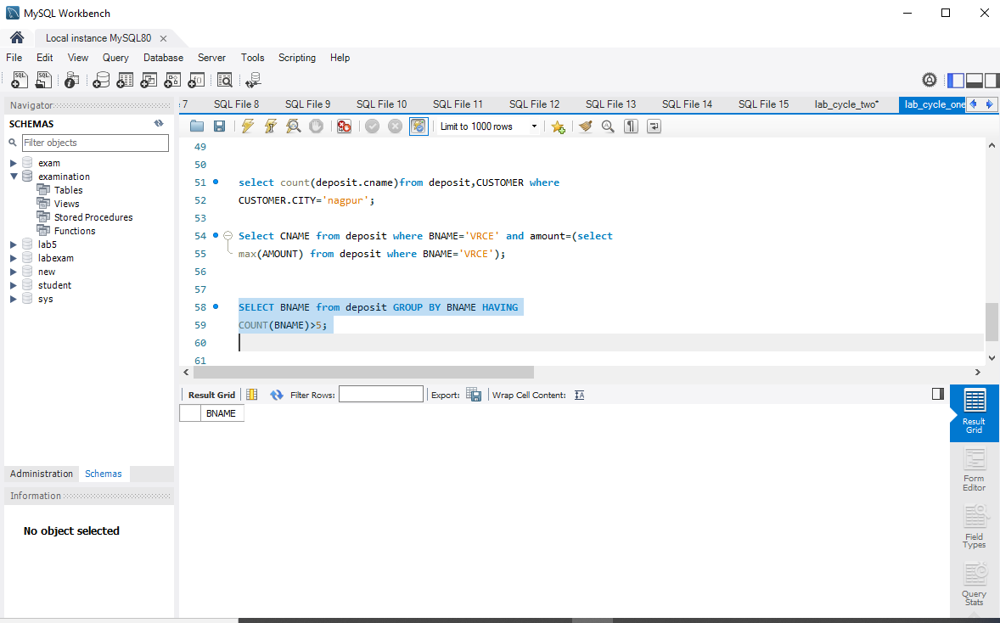 MySQL Workbench
Local instance MySQL80
File Edit View Query Database Server Tools Scripting Help
Navigator
SCHEMAS
Filter objects
exam
examination
Tables
Views
Stored Procedures
Functions
lab5
labexam
new
student
sys
Administration Schemas
Information
No object selected
7 SQL File 8 SQL File 9 SQL File 10 SQL File 11 SQL File 12 SQL File 13 SQL File 14 SQL File 15 lab_cycle_two* lab_cycle_one
Limit to 1000 rows
49
50
51 select count(deposit.cname)from deposit,CUSTOMER where
52 CUSTOMER.CITY='nagpur';
53
54 Select CNAME from deposit where BNAME='VRCE' and amount=(select
55 max(AMOUNT) from deposit where BNAME='VRCE');
56
57
58 SELECT BNAME from deposit GROUP BY BNAME HAVING
59 COUNT(BNAME)>5;
60
61
Result Grid Filter Rows: Export: Wrap Cell Content:
BNAME
Result
Grid
Form
Editor
Field
Types
Query
Stats